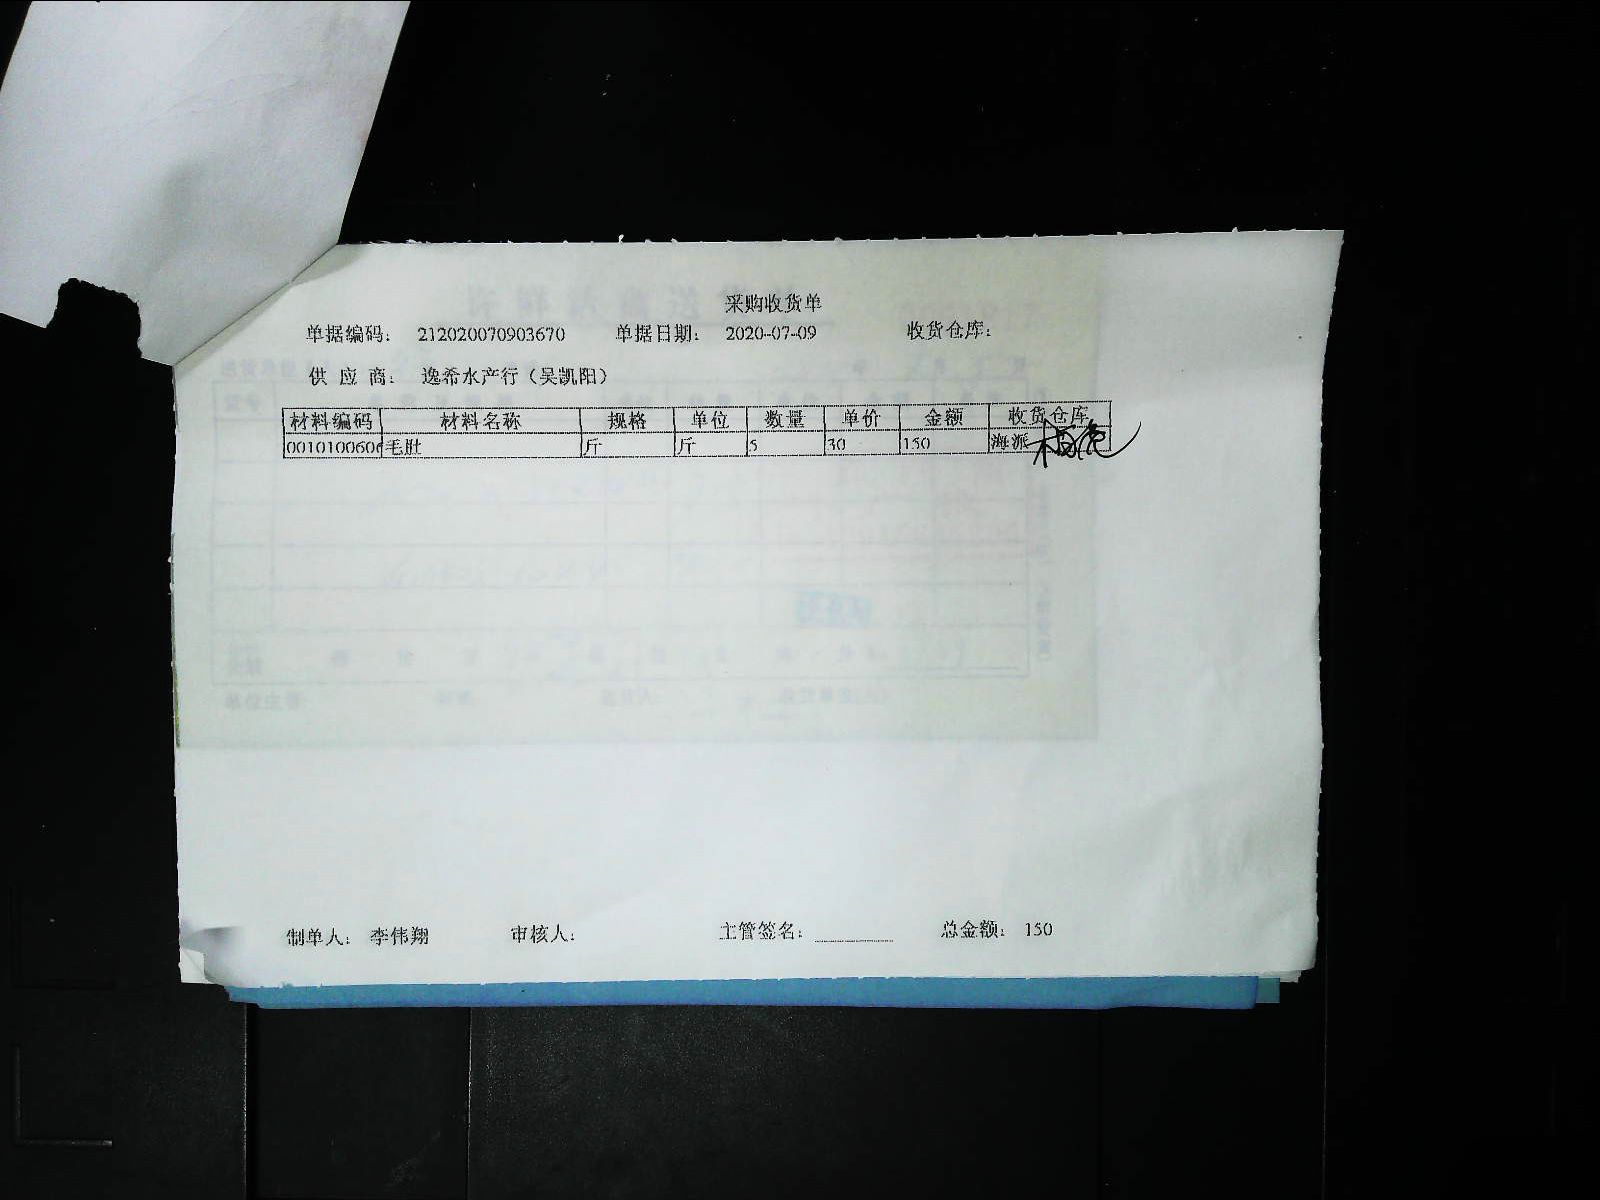 采购收货单
单据编码： 212020070903670 单据日期： 2020-07-09 收货仓库：
供 应 商： 逸希水产行（吴凯阳）
材料编码 材料名称 规格 单位 数量 单价 金额 收货仓库
0010100606 毛肚 斤 斤 5 30 150 海派
制单人： 李伟翔 审核人： 主管签名： 总金额： 150